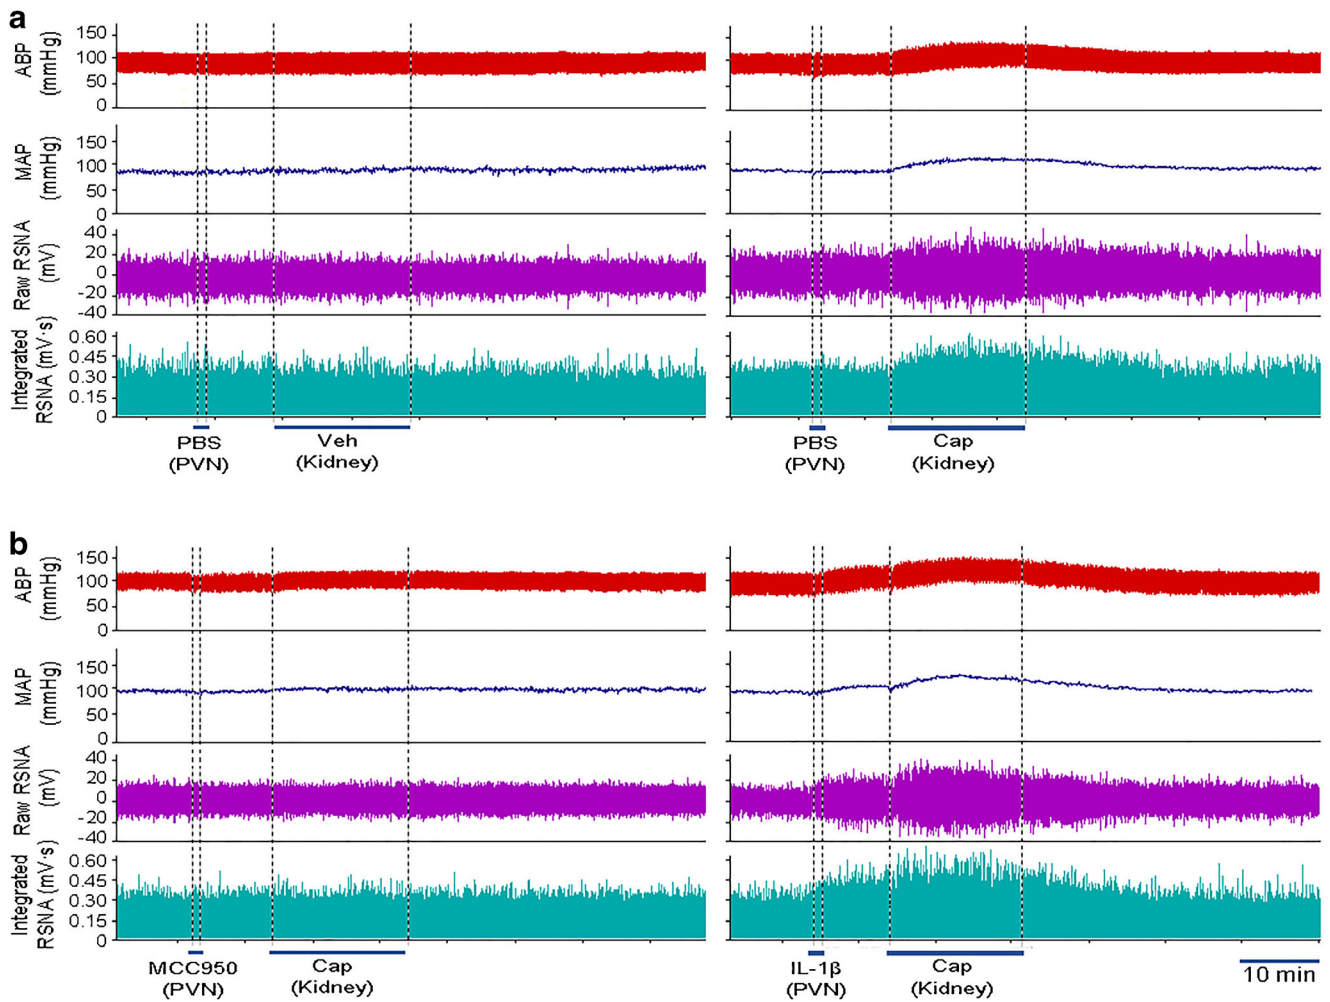 a
ABP
(mmHg)
150
100
50
0
MAP
(mmHg)
150
100
50
0
Raw RSNA
(mV)
40
20
0
-20
-40
Integrated
RSNA (mV·s)
0.60
0.45
0.30
0.15
0
PBS
(PVN)
Veh
(Kidney)
PBS
(PVN)
Cap
(Kidney)
b
ABP
(mmHg)
150
100
50
0
MAP
(mmHg)
150
100
50
0
Raw RSNA
(mV)
40
20
0
-20
-40
Integrated
RSNA (mV·s)
0.60
0.45
0.30
0.15
0
MCC950
(PVN)
Cap
(Kidney)
IL-1β
(PVN)
Cap
(Kidney)
10 min